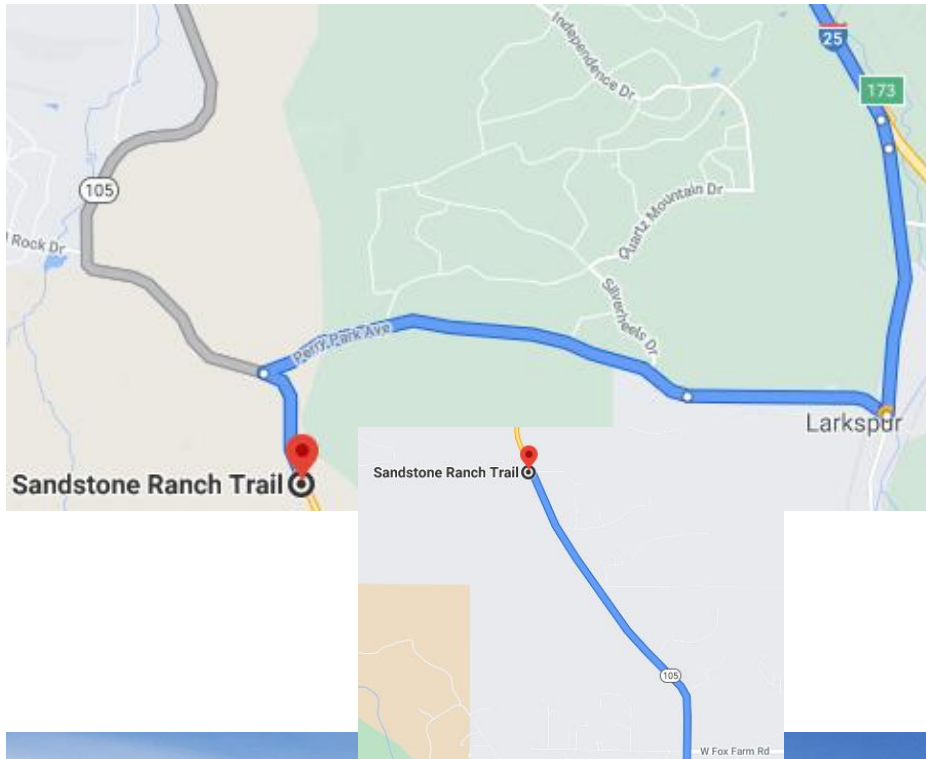 Independence Dr
25
173
105
Quartz Mountain Dr
Rock Dr
Silverheels Dr
Perry Park Ave
Larkspur
Sandstone Ranch Trail
Sandstone Ranch Trail
105
W Fox Farm Rd